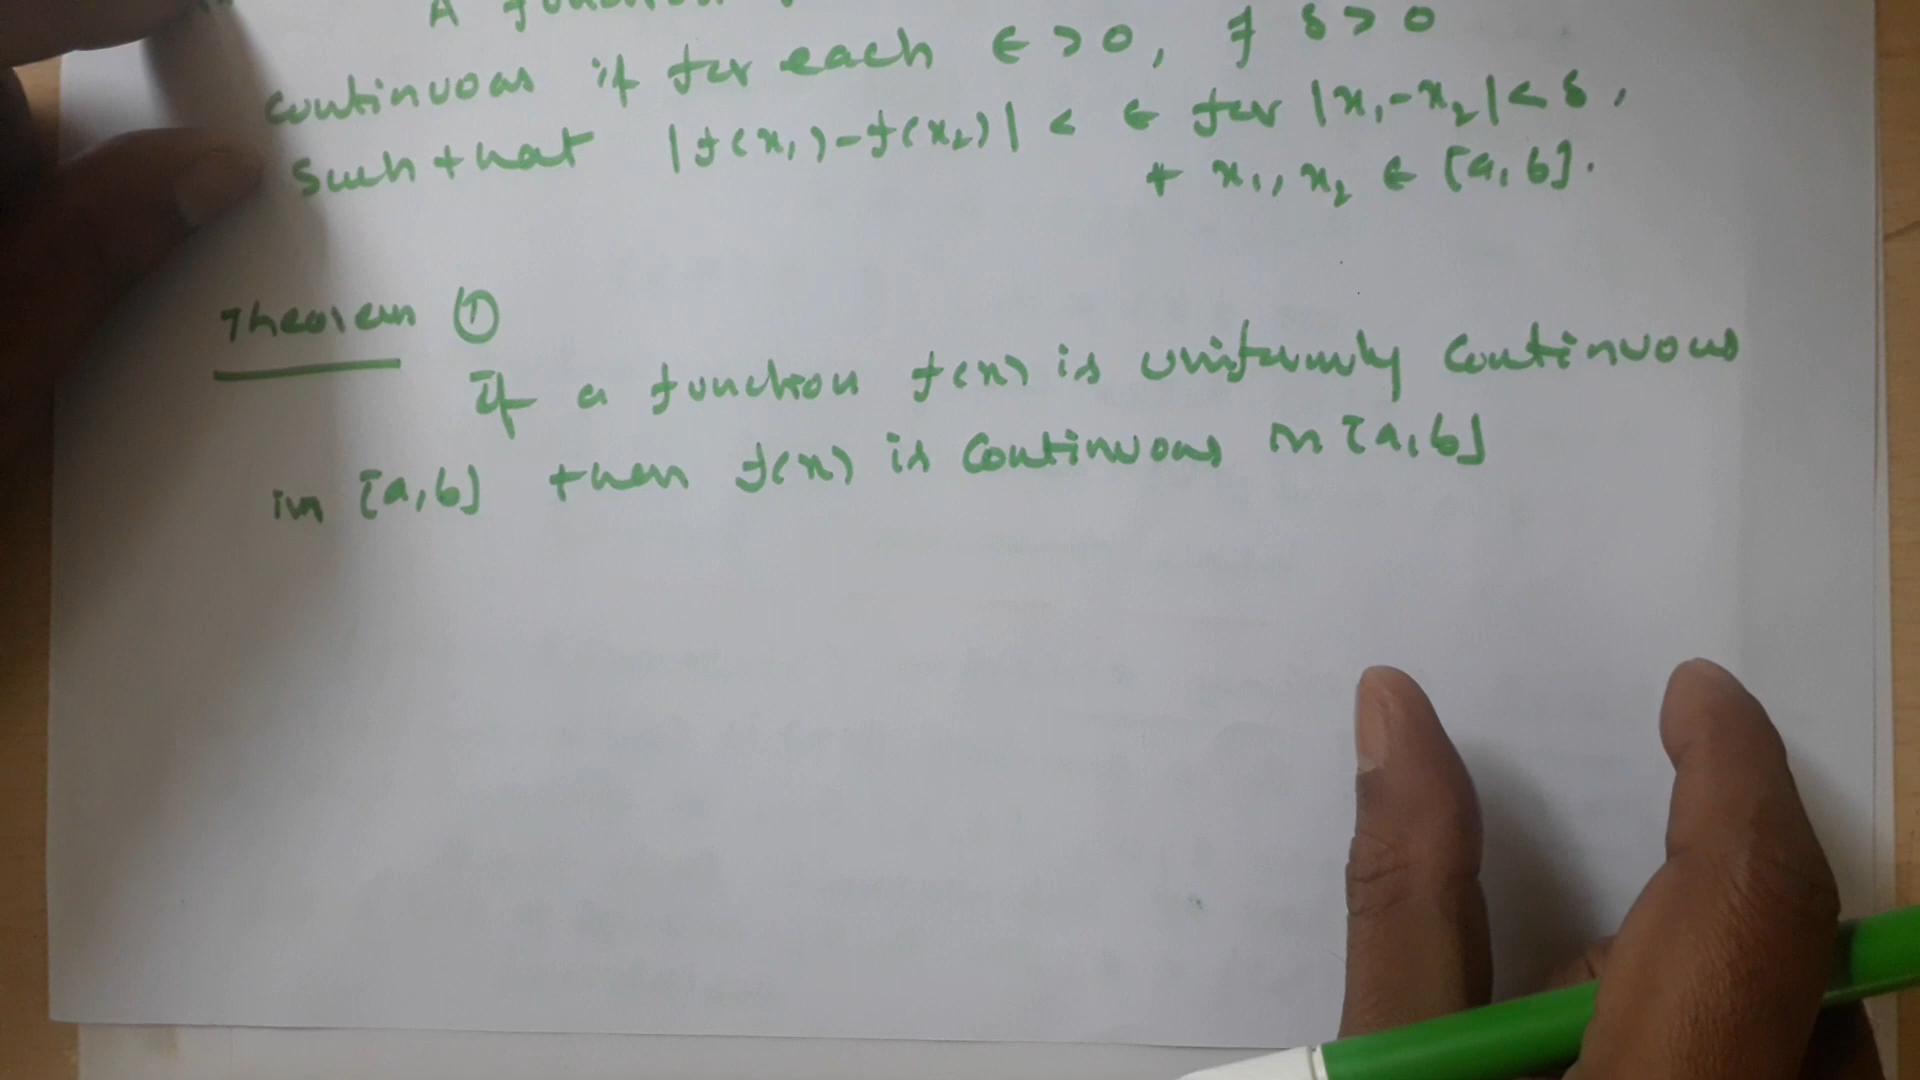 A function
continuous if for each ε > 0, ∃ δ > 0
such that |f(x₁)-f(x₂)| < ε for |x₁-x₂| < δ,
∀ x₁, x₂ ∈ [a, b].
Theorem ①
If a function f(x) is uniformly continuous
in [a, b] then f(x) is continuous in [a, b]